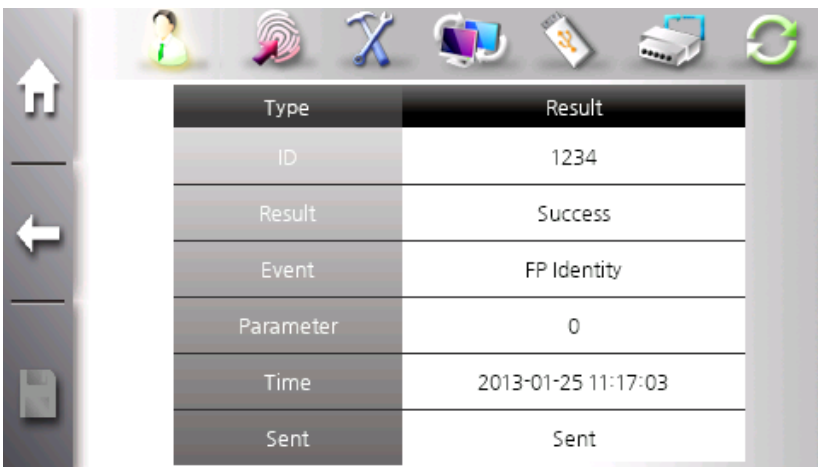 Type Result
ID 1234
Result Success
Event FP Identity
Parameter 0
Time 2013-01-25 11:17:03
Sent Sent